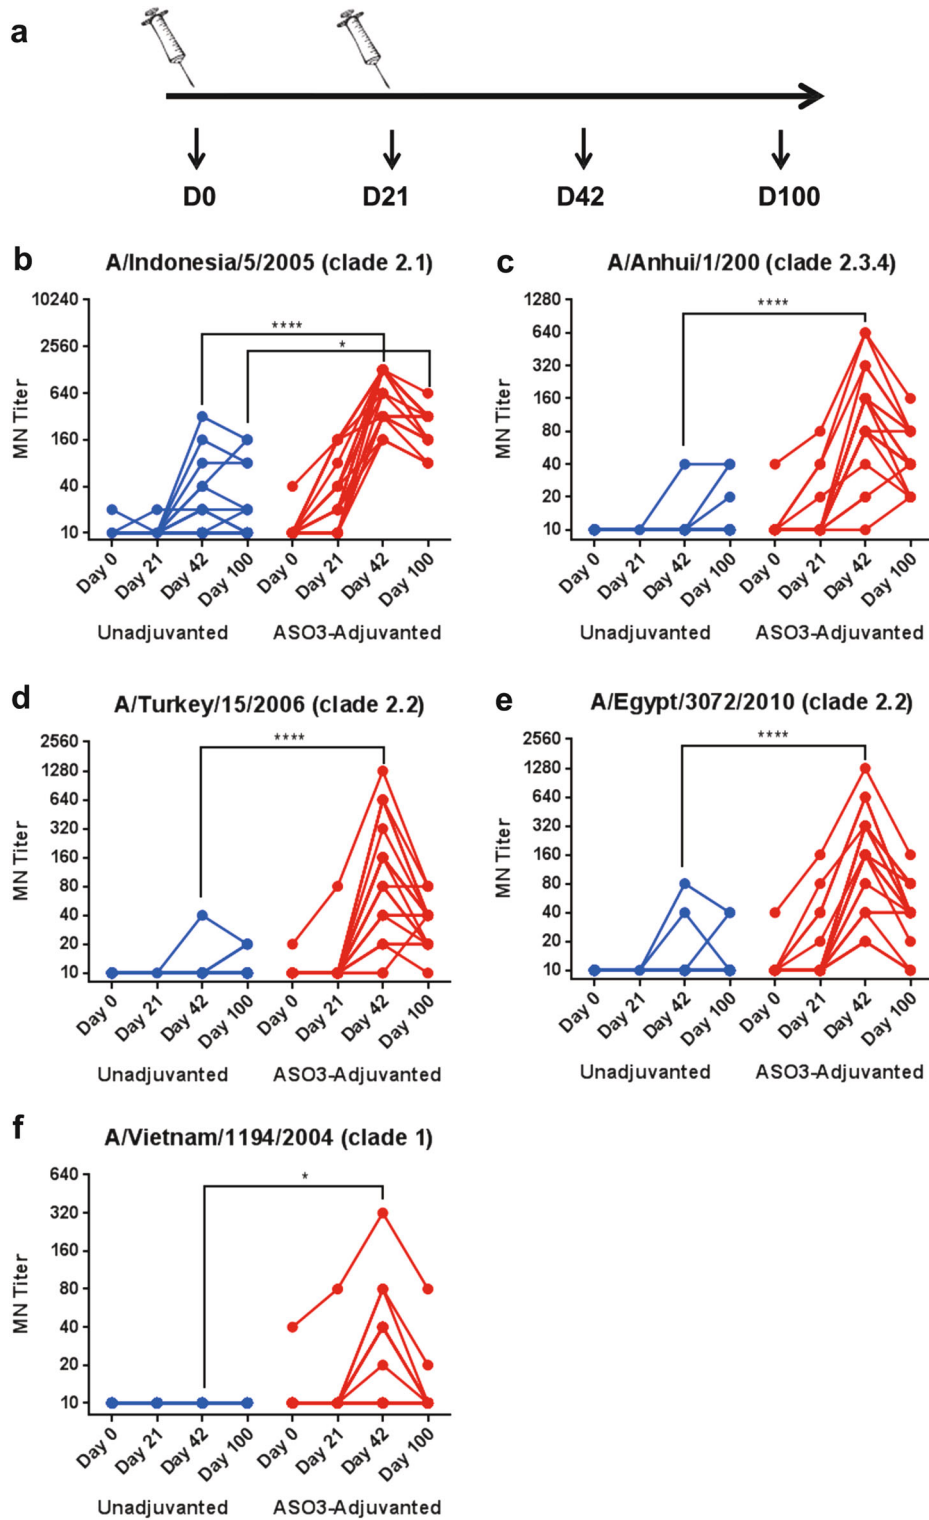 a
D0 D21 D42 D100
b
A/Indonesia/5/2005 (clade 2.1)
10240
2560
640
160
40
10
MN Titer
****
*
Day 0 Day 21 Day 42 Day 100 Day 0 Day 21 Day 42 Day 100
Unadjuvanted ASO3-Adjuvanted
c
A/Anhui/1/200 (clade 2.3.4)
1280
640
320
160
80
40
20
10
MN Titer
****
Day 0 Day 21 Day 42 Day 100 Day 0 Day 21 Day 42 Day 100
Unadjuvanted ASO3-Adjuvanted
d
A/Turkey/15/2006 (clade 2.2)
2560
1280
640
320
160
80
40
20
10
MN Titer
****
Day 0 Day 21 Day 42 Day 100 Day 0 Day 21 Day 42 Day 100
Unadjuvanted ASO3-Adjuvanted
e
A/Egypt/3072/2010 (clade 2.2)
2560
1280
640
320
160
80
40
20
10
MN Titer
****
Day 0 Day 21 Day 42 Day 100 Day 0 Day 21 Day 42 Day 100
Unadjuvanted ASO3-Adjuvanted
f
A/Vietnam/1194/2004 (clade 1)
640
320
160
80
40
20
10
MN Titer
*
Day 0 Day 21 Day 42 Day 100 Day 0 Day 21 Day 42 Day 100
Unadjuvanted ASO3-Adjuvanted